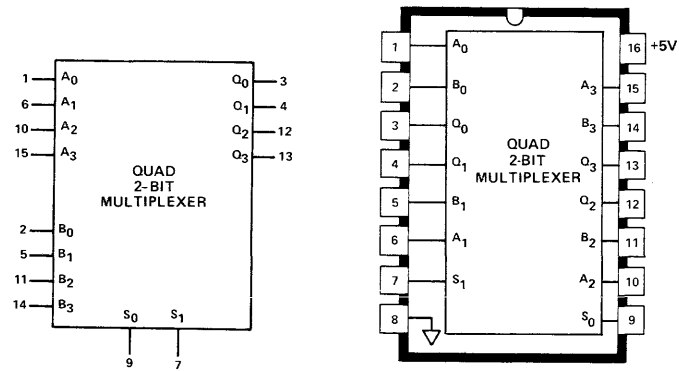 1 A0 Q0 3
6 A1 Q1 4
10 A2 Q2 12
15 A3 Q3 13
QUAD
2-BIT
MULTIPLEXER
2 B0
5 B1
11 B2
14 B3
S0 S1
9 7
1 A0 16 +5V
2 B0 A3 15
3 Q0 B3 14
QUAD
2-BIT
MULTIPLEXER
4 Q1 Q3 13
5 B1 Q2 12
6 A1 B2 11
7 S1 A2 10
8 S0 9